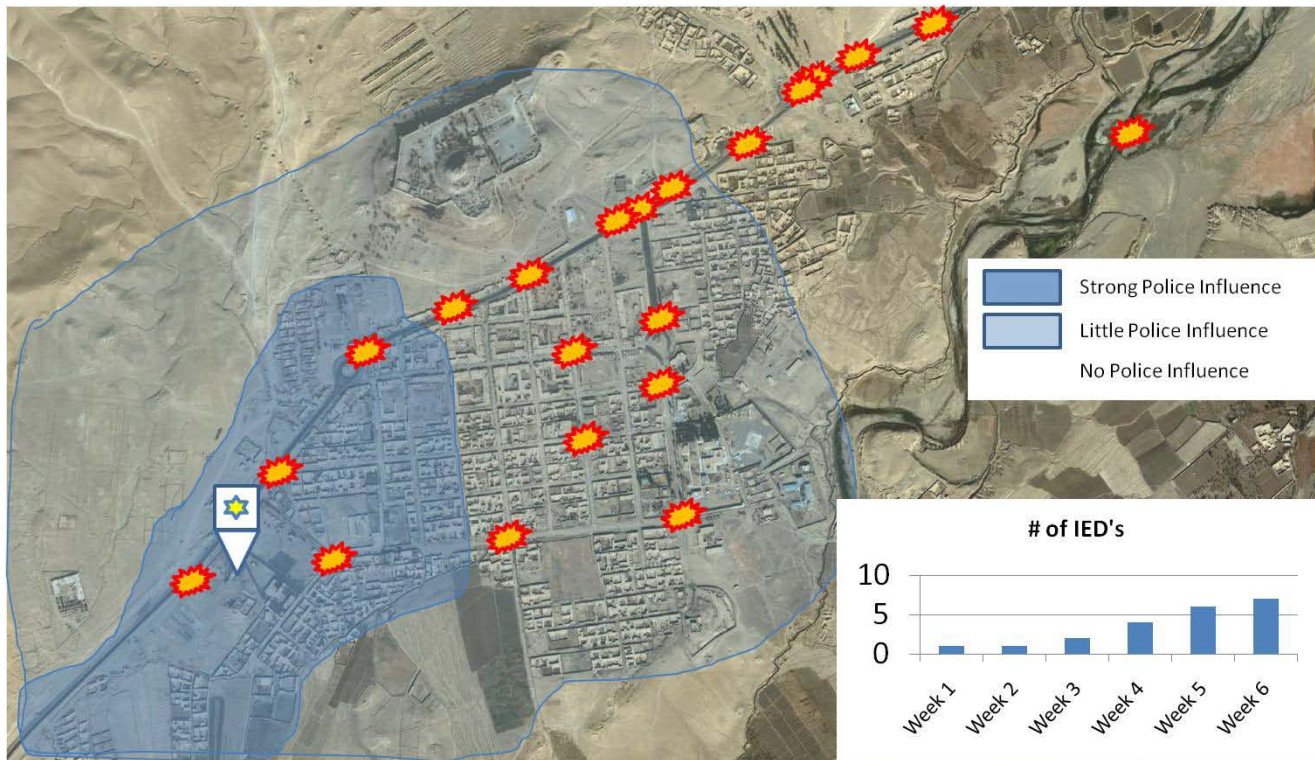 Strong Police Influence
Little Police Influence
No Police Influence
# of IED's
10
5
0
Week 1
Week 2
Week 3
Week 4
Week 5
Week 6